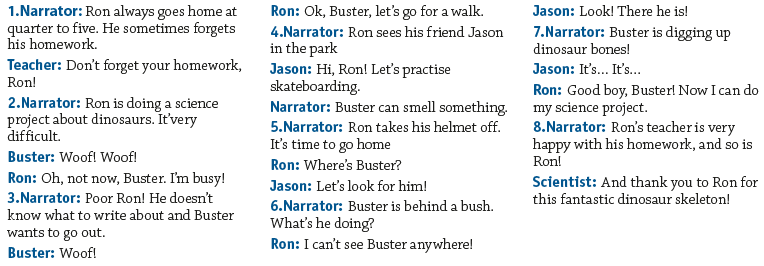 1.Narrator: Ron always goes home at
quarter to five. He sometimes forgets
his homework.
Teacher: Don't forget your homework,
Ron!
2.Narrator: Ron is doing a science
project about dinosaurs. It'very
difficult.
Buster: Woof! Woof!
Ron: Oh, not now, Buster. I'm busy!
3.Narrator: Poor Ron! He doesn't
know what to write about and Buster
wants to go out.
Buster: Woof!
Ron: Ok, Buster, let's go for a walk.
4.Narrator: Ron sees his friend Jason
in the park
Jason: Hi, Ron! Let's practise
skateboarding.
Narrator: Buster can smell something.
5.Narrator: Ron takes his helmet off.
It's time to go home
Ron: Where's Buster?
Jason: Let's look for him!
6.Narrator: Buster is behind a bush.
What's he doing?
Ron: I can't see Buster anywhere!
Jason: Look! There he is!
7.Narrator: Buster is digging up
dinosaur bones!
Jason: It's... It's...
Ron: Good boy, Buster! Now I can do
my science project.
8.Narrator: Ron's teacher is very
happy with his homework, and so is
Ron!
Scientist: And thank you to Ron for
this fantastic dinosaur skeleton!